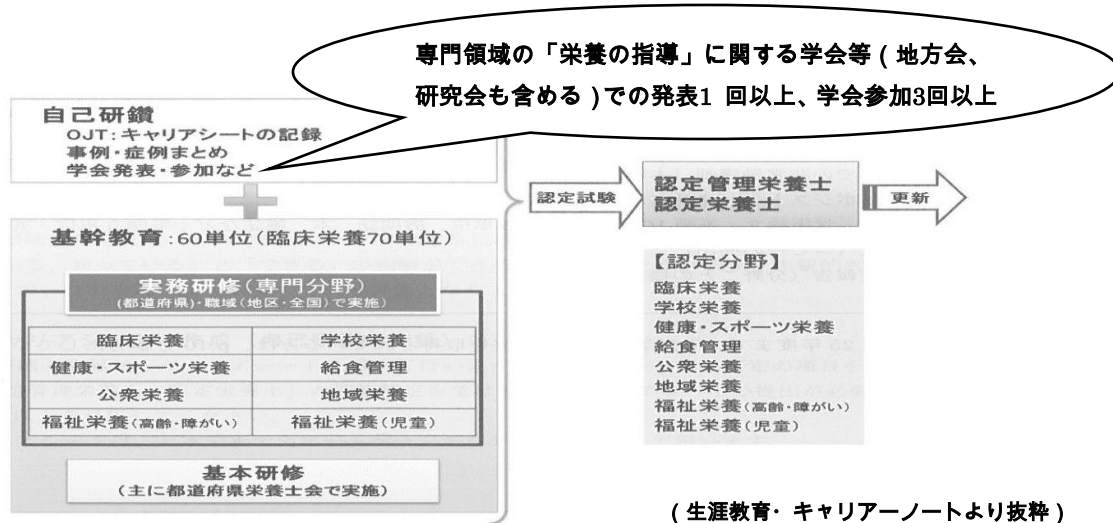 専門領域の「栄養の指導」に関する学会等(地方会、
研究会も含める)での発表1 回以上、学会参加3回以上
自己研鑽
OJT:キャリアシートの記録
事例・症例まとめ
学会発表・参加など
基幹教育:60単位(臨床栄養70単位)
実務研修(専門分野)
(都道府県)・職域(地区・全国)で実施)
臨床栄養 学校栄養
健康・スポーツ栄養 給食管理
公衆栄養 地域栄養
福祉栄養(高齢・障がい) 福祉栄養(児童)
基本研修
(主に都道府県栄養士会で実施)
認定試験
認定管理栄養士
認定栄養士
更新
【認定分野】
臨床栄養
学校栄養
健康・スポーツ栄養
給食管理
公衆栄養
地域栄養
福祉栄養(高齢・障がい)
福祉栄養(児童)
(生涯教育・キャリアーノートより抜粋)